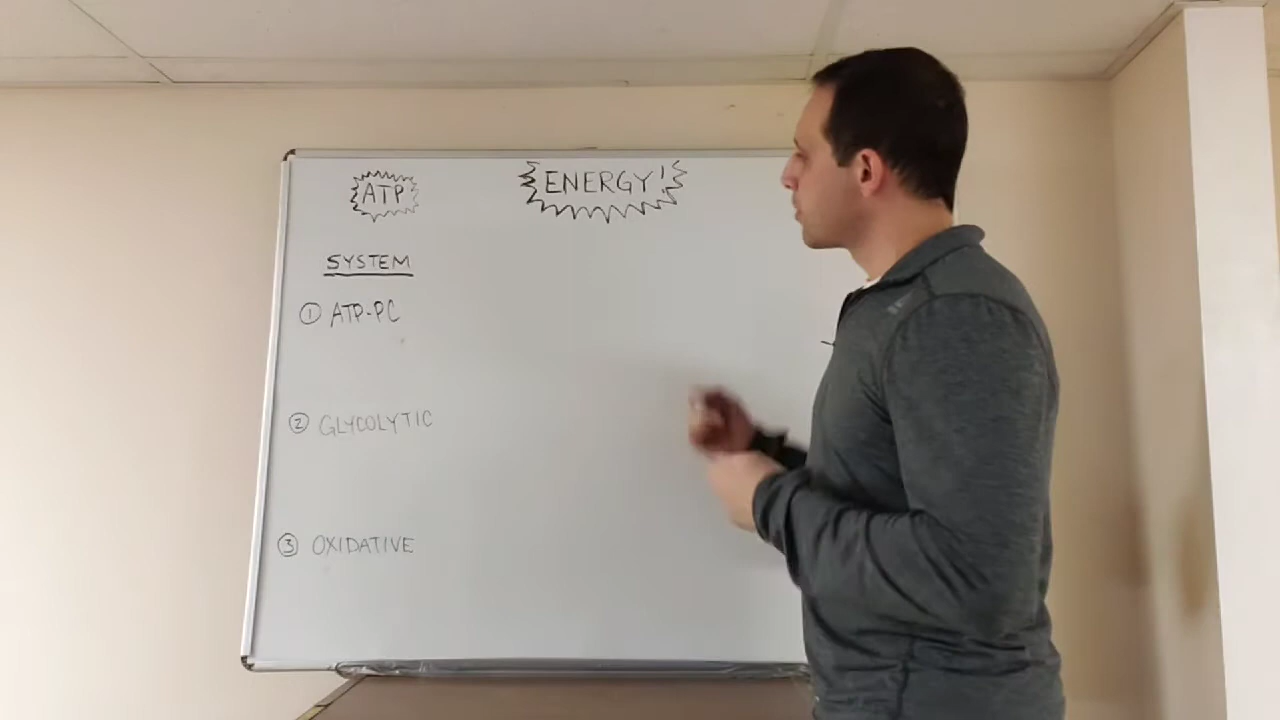 ATP
ENERGY!
SYSTEM
① ATP-PC
② GLYCOLYTIC
③ OXIDATIVE